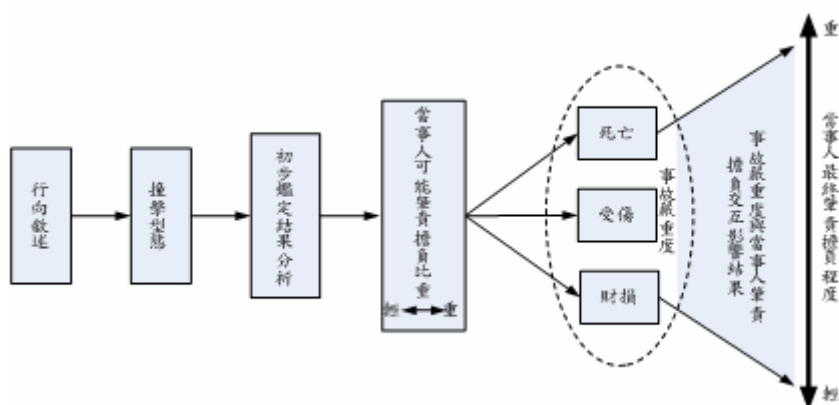 行向敘述
撞擊型態
初步鑑定結果分析
當事人可能肇責擔負比重
輕
重
死亡
受傷
財損
事故嚴重度
事故嚴重度與當事人肇責
擔負交互影響結果
重
當事人最終肇責擔負程度
輕